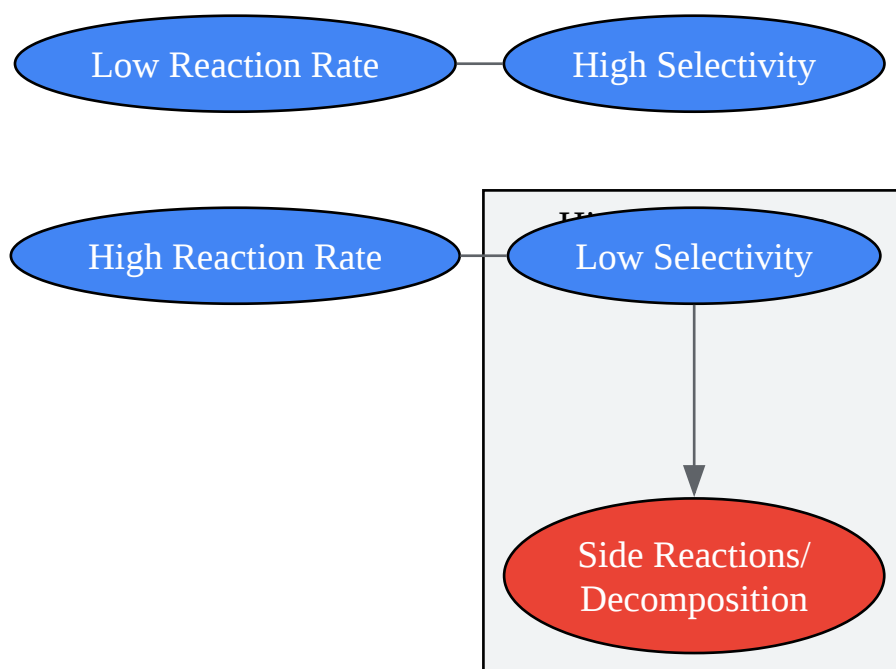 Low Reaction Rate
High Selectivity
High Reaction Rate
Low Selectivity
Side Reactions/
Decomposition